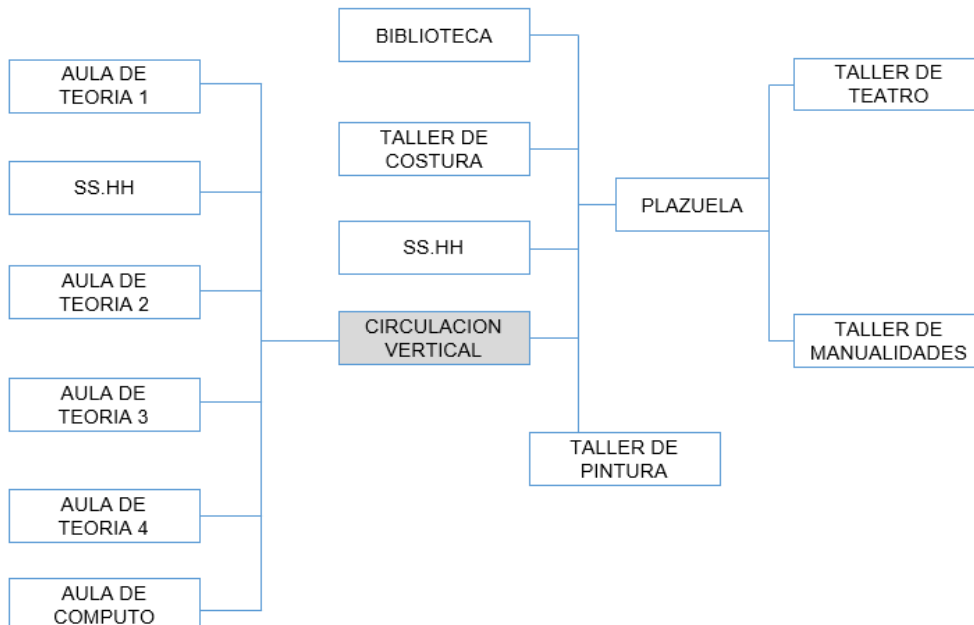 AULA DE
TEORIA 1
SS.HH
AULA DE
TEORIA 2
AULA DE
TEORIA 3
AULA DE
TEORIA 4
AULA DE
COMPUTO
BIBLIOTECA
TALLER DE
COSTURA
SS.HH
CIRCULACION
VERTICAL
TALLER DE
PINTURA
PLAZUELA
TALLER DE
TEATRO
TALLER DE
MANUALIDADES